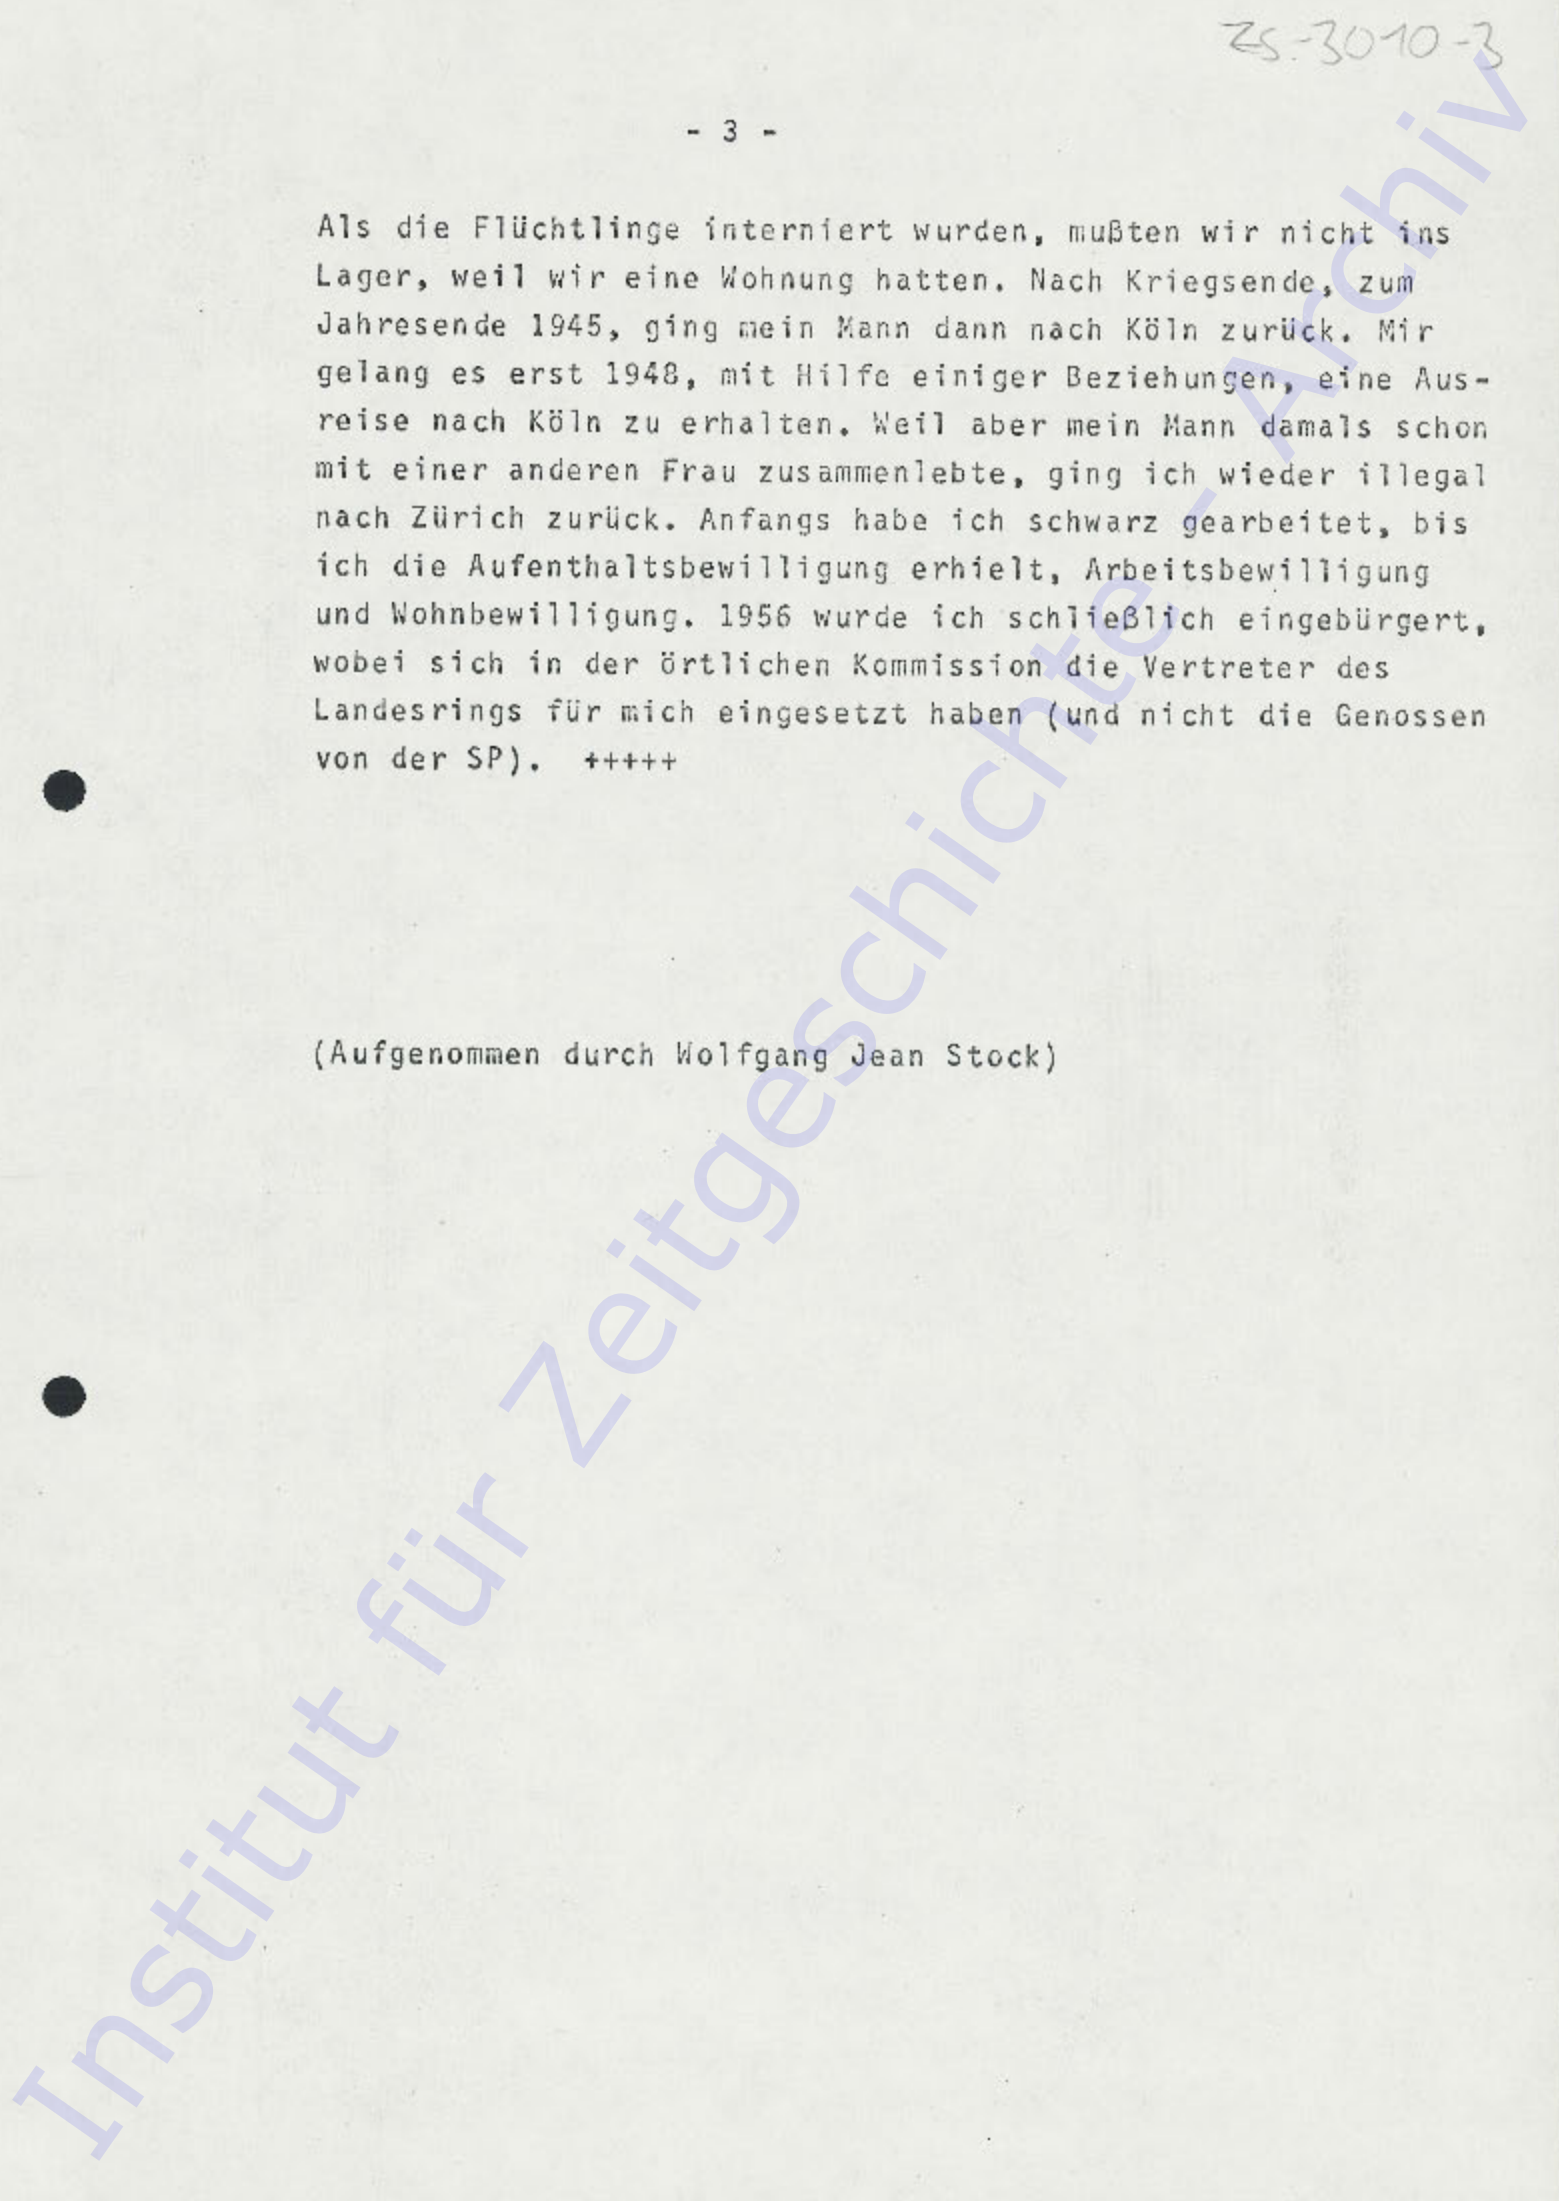 ZS-3010-3
- 3 -
Als die Flüchtlinge interniert wurden, mußten wir nicht ins
Lager, weil wir eine Wohnung hatten. Nach Kriegsende, zum
Jahresende 1945, ging mein Mann dann nach Köln zurück. Mir
gelang es erst 1948, mit Hilfe einiger Beziehungen, eine Aus-
reise nach Köln zu erhalten. Weil aber mein Mann damals schon
mit einer anderen Frau zusammenlebte, ging ich wieder illegal
nach Zürich zurück. Anfangs habe ich schwarz gearbeitet, bis
ich die Aufenthaltsbewilligung erhielt, Arbeitsbewilligung
und Wohnbewilligung. 1956 wurde ich schließlich eingebürgert,
wobei sich in der örtlichen Kommission die Vertreter des
Landesrings für mich eingesetzt haben (und nicht die Genossen
von der SP). +++++
(Aufgenommen durch Wolfgang Jean Stock)
Institut für Zeitgeschichte - Archiv